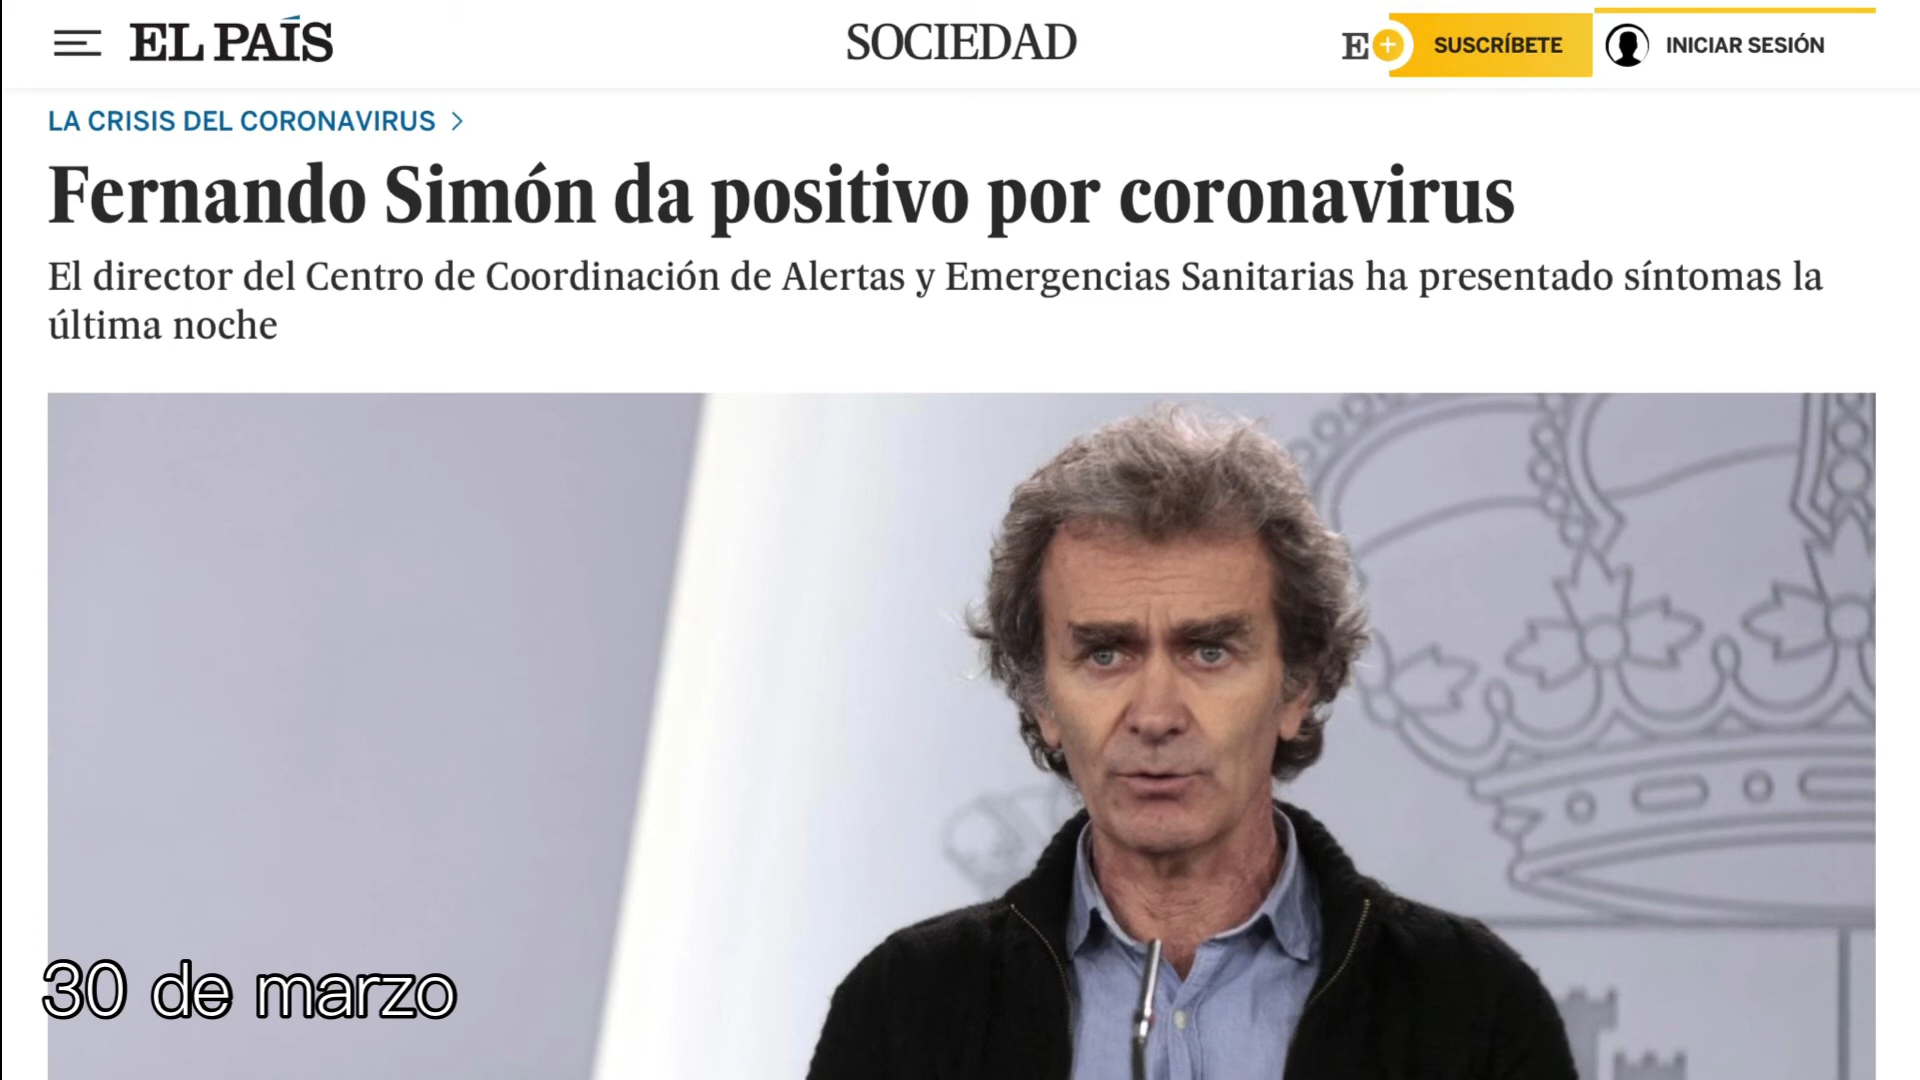 EL PAÍS
SOCIEDAD
E+ SUSCRÍBETE
INICIAR SESIÓN
LA CRISIS DEL CORONAVIRUS >
Fernando Simón da positivo por coronavirus
El director del Centro de Coordinación de Alertas y Emergencias Sanitarias ha presentado síntomas la
última noche
30 de marzo